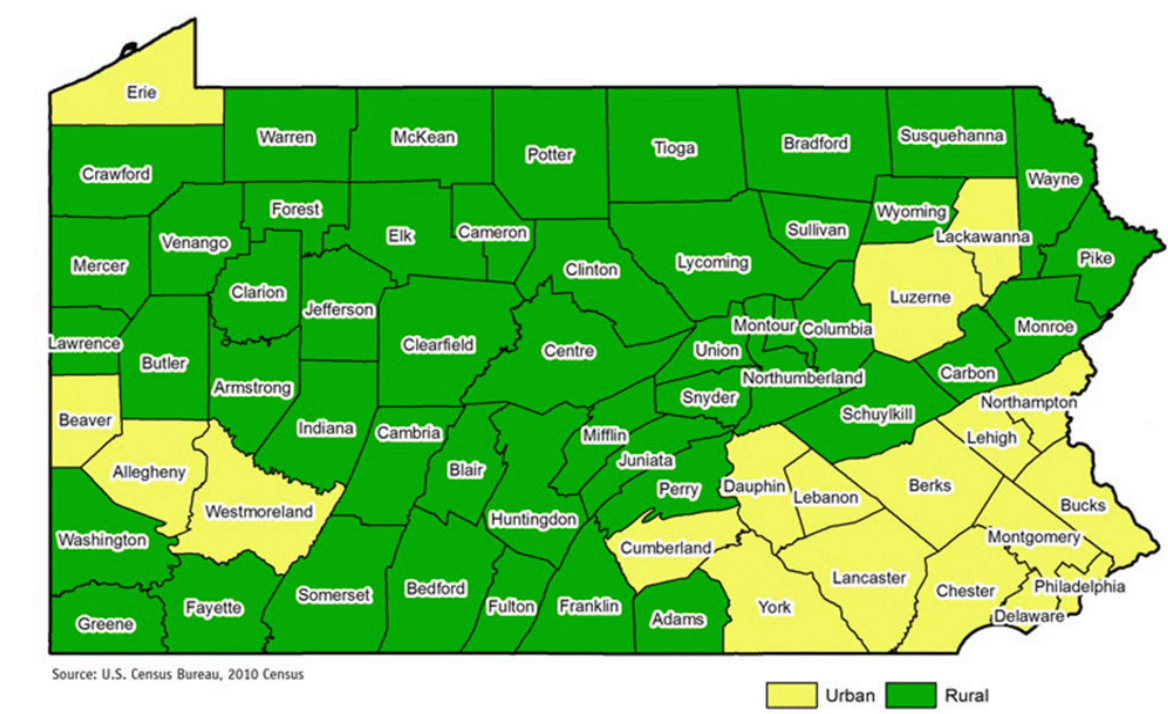 Erie
Warren
McKean
Potter
Tioga
Bradford
Susquehanna
Crawford
Wayne
Forest
Venango
Elk
Cameron
Sullivan
Wyoming
Lackawanna
Mercer
Clarion
Clinton
Lycoming
Pike
Luzerne
Jefferson
Lawrence
Butler
Clearfield
Centre
Union
Montour
Columbia
Monroe
Armstrong
Snyder
Northumberland
Carbon
Beaver
Indiana
Cambria
Mifflin
Schuylkill
Northampton
Lehigh
Allegheny
Blair
Juniata
Perry
Dauphin
Lebanon
Berks
Bucks
Westmoreland
Huntingdon
Washington
Cumberland
Montgomery
Somerset
Bedford
Fulton
Franklin
Adams
York
Lancaster
Chester
Philadelphia
Delaware
Greene
Fayette
Source: U.S. Census Bureau, 2010 Census
Urban
Rural